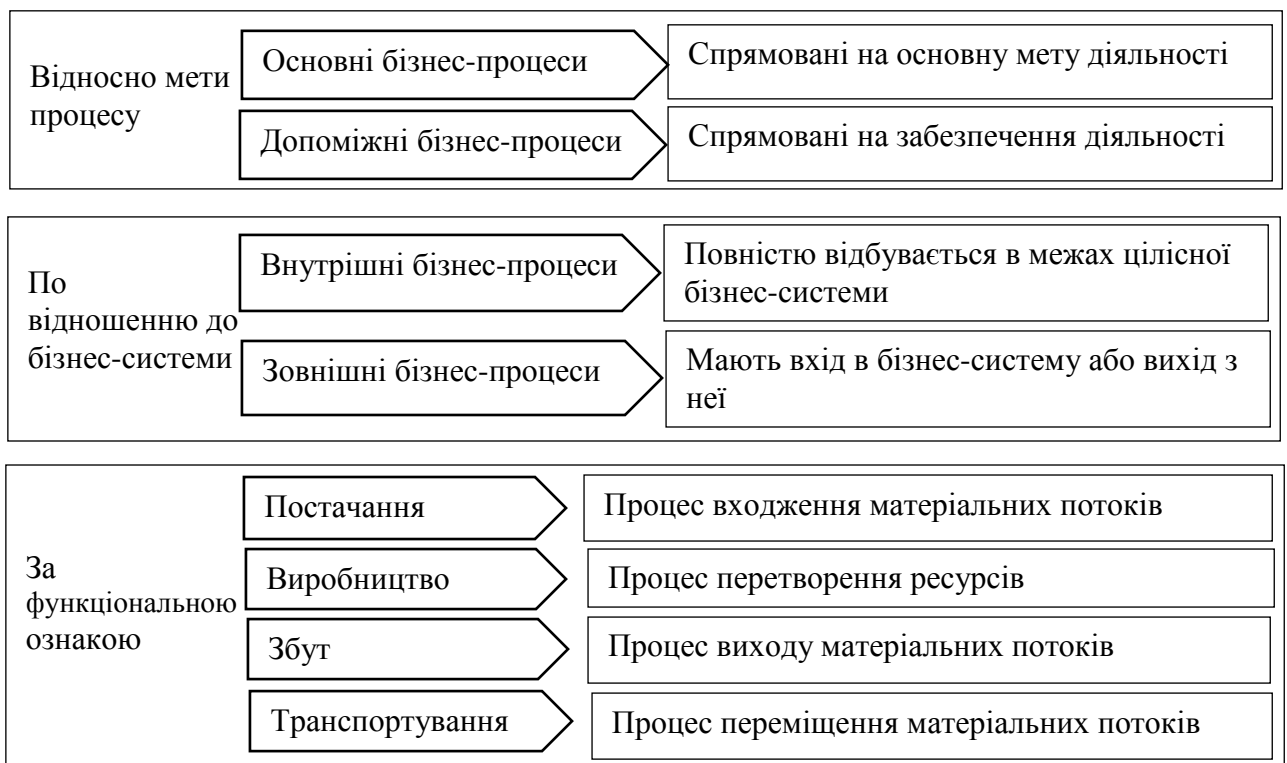 Відносно мети
процесу
Основні бізнес-процеси
Спрямовані на основну мету діяльності
Допоміжні бізнес-процеси
Спрямовані на забезпечення діяльності
По
відношенню до
бізнес-системи
Внутрішні бізнес-процеси
Повністю відбувається в межах цілісної
бізнес-системи
Зовнішні бізнес-процеси
Мають вхід в бізнес-систему або вихід з
неї
За
функціональною
ознакою
Постачання
Процес входження матеріальних потоків
Виробництво
Процес перетворення ресурсів
Збут
Процес виходу матеріальних потоків
Транспортування
Процес переміщення матеріальних потоків